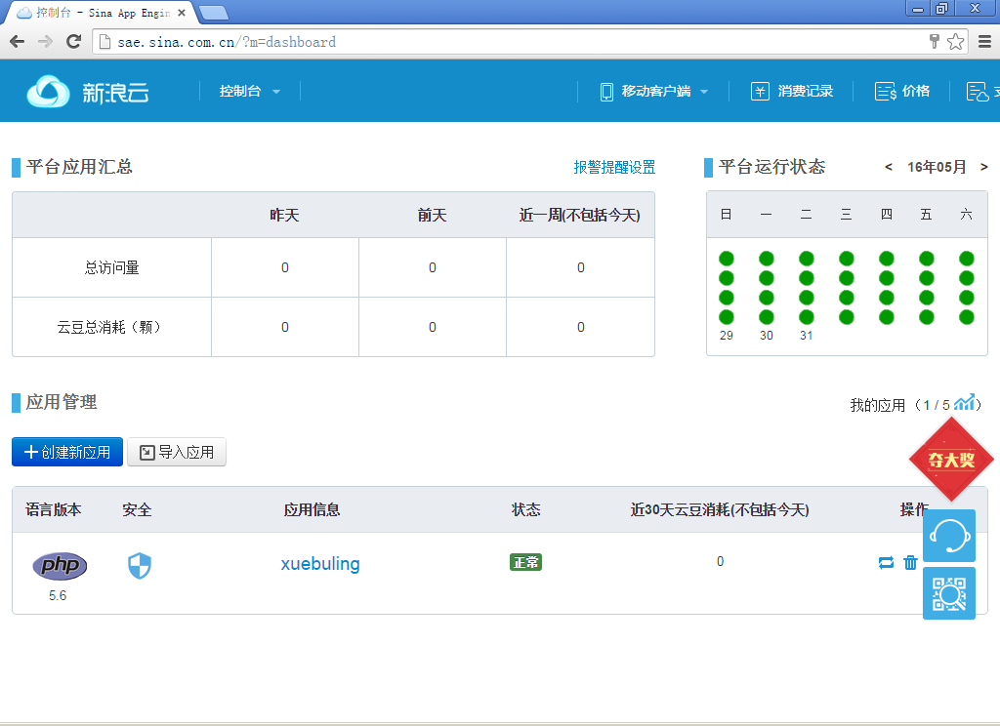 控制台 - Sina App Engin
sae.sina.com.cn/?m=dashboard
新浪云 控制台 移动客户端 消费记录 价格
平台应用汇总 报警提醒设置
昨天 前天 近一周(不包括今天)
总访问量 0 0 0
云豆总消耗（颗） 0 0 0
平台运行状态 < 16年05月 >
日 一 二 三 四 五 六
29 30 31
应用管理 我的应用（1 / 5 ）
创建新应用 导入应用
夺大奖
语言版本 安全 应用信息 状态 近30天云豆消耗(不包括今天) 操作
php xuebuling 正常 0
5.6